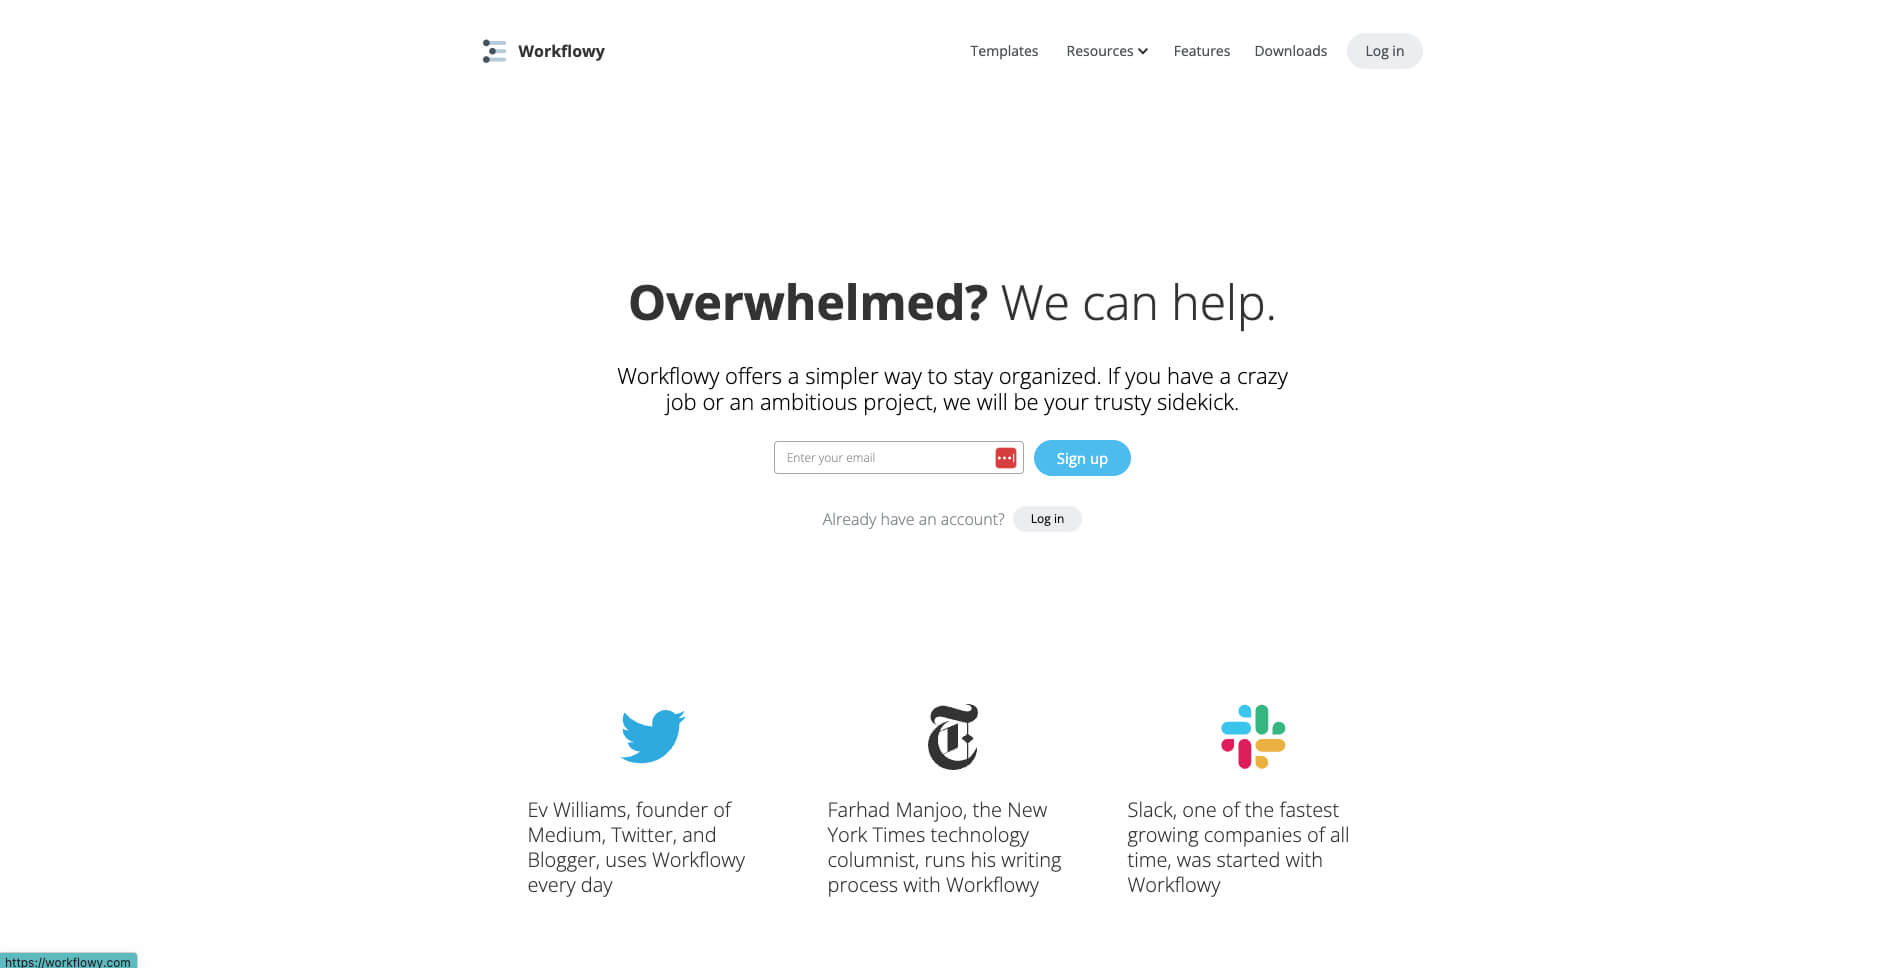 Workflowy
Templates
Resources
Features
Downloads
Log in
Overwhelmed? We can help.
Workflowy offers a simpler way to stay organized. If you have a crazy
job or an ambitious project, we will be your trusty sidekick.
Enter your email
Sign up
Already have an account?
Log in
Ev Williams, founder of
Medium, Twitter, and
Blogger, uses Workflowy
every day
Farhad Manjoo, the New
York Times technology
columnist, runs his writing
process with Workflowy
Slack, one of the fastest
growing companies of all
time, was started with
Workflowy
https://workflowy.com